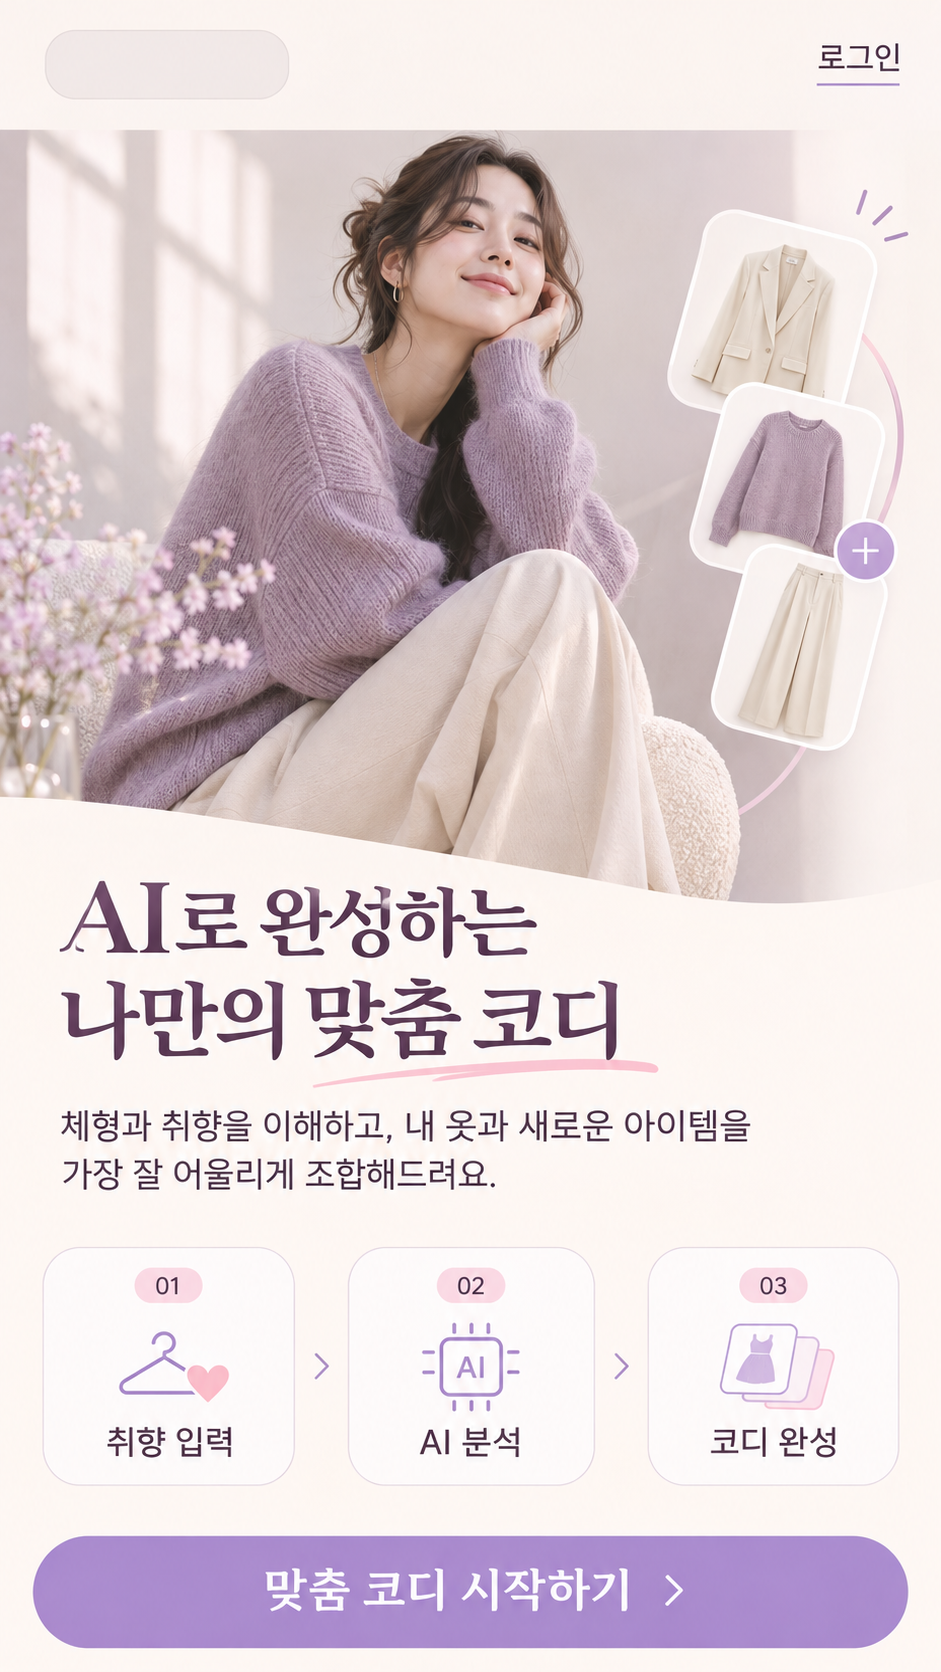 로그인
AI로 완성하는
나만의 맞춤 코디
체형과 취향을 이해하고, 내 옷과 새로운 아이템을
가장 잘 어울리게 조합해드려요.
01
취향 입력
02
AI
AI 분석
03
코디 완성
맞춤 코디 시작하기